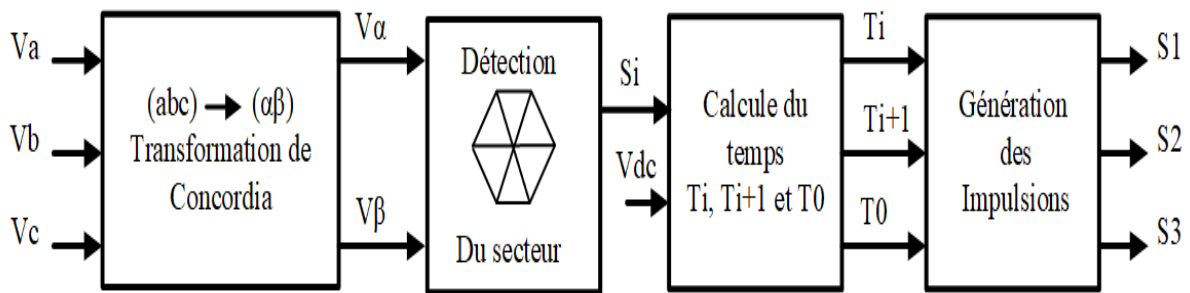 Va
Vb
Vc
(abc) → (αβ)
Transformation de
Concordia
Vα
Vβ
Détection
Du secteur
Si
Vdc
Calcule du
temps
Ti, Ti+1 et T0
Ti
Ti+1
T0
Génération
des
Impulsions
S1
S2
S3